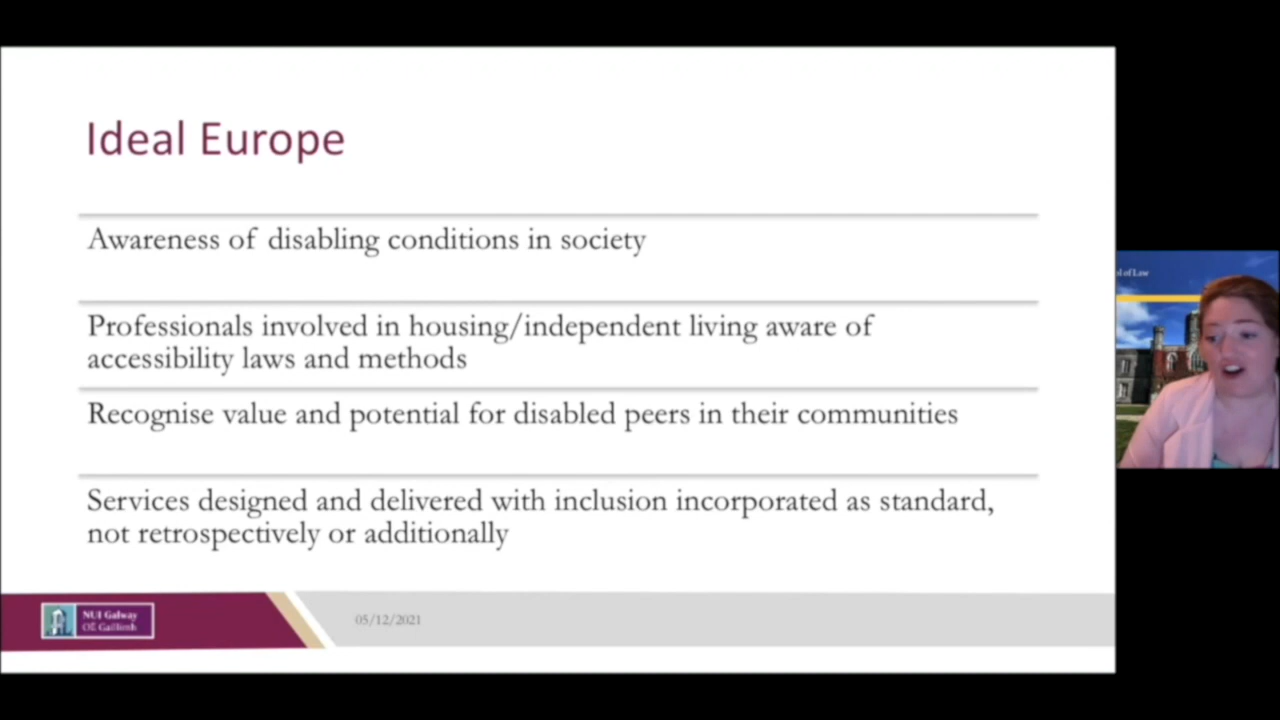 Ideal Europe
Awareness of disabling conditions in society
Professionals involved in housing/independent living aware of
accessibility laws and methods
Recognise value and potential for disabled peers in their communities
Services designed and delivered with inclusion incorporated as standard,
not retrospectively or additionally
NUI Galway
OÉ Gaillimh
05/12/2021
of Law